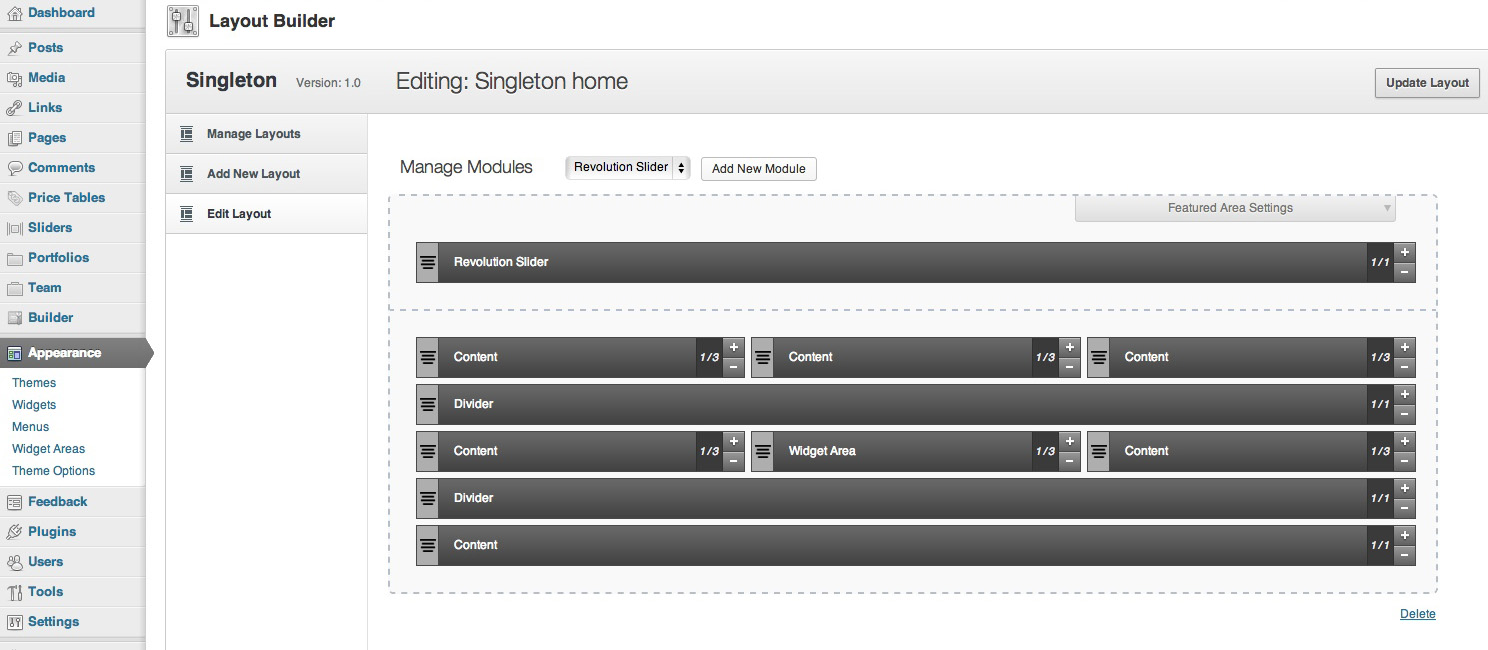 Dashboard
Posts
Media
Links
Pages
Comments
Price Tables
Sliders
Portfolios
Team
Builder
Appearance
Themes
Widgets
Menus
Widget Areas
Theme Options
Feedback
Plugins
Users
Tools
Settings
Layout Builder
Singleton Version: 1.0 Editing: Singleton home Update Layout
Manage Layouts
Add New Layout
Edit Layout
Manage Modules Revolution Slider Add New Module
Featured Area Settings
Revolution Slider 1/1 + −
Content 1/3 + − Content 1/3 + − Content 1/3 + −
Divider 1/1 + −
Content 1/3 + − Widget Area 1/3 + − Content 1/3 + −
Divider 1/1 + −
Content 1/1 + −
Delete